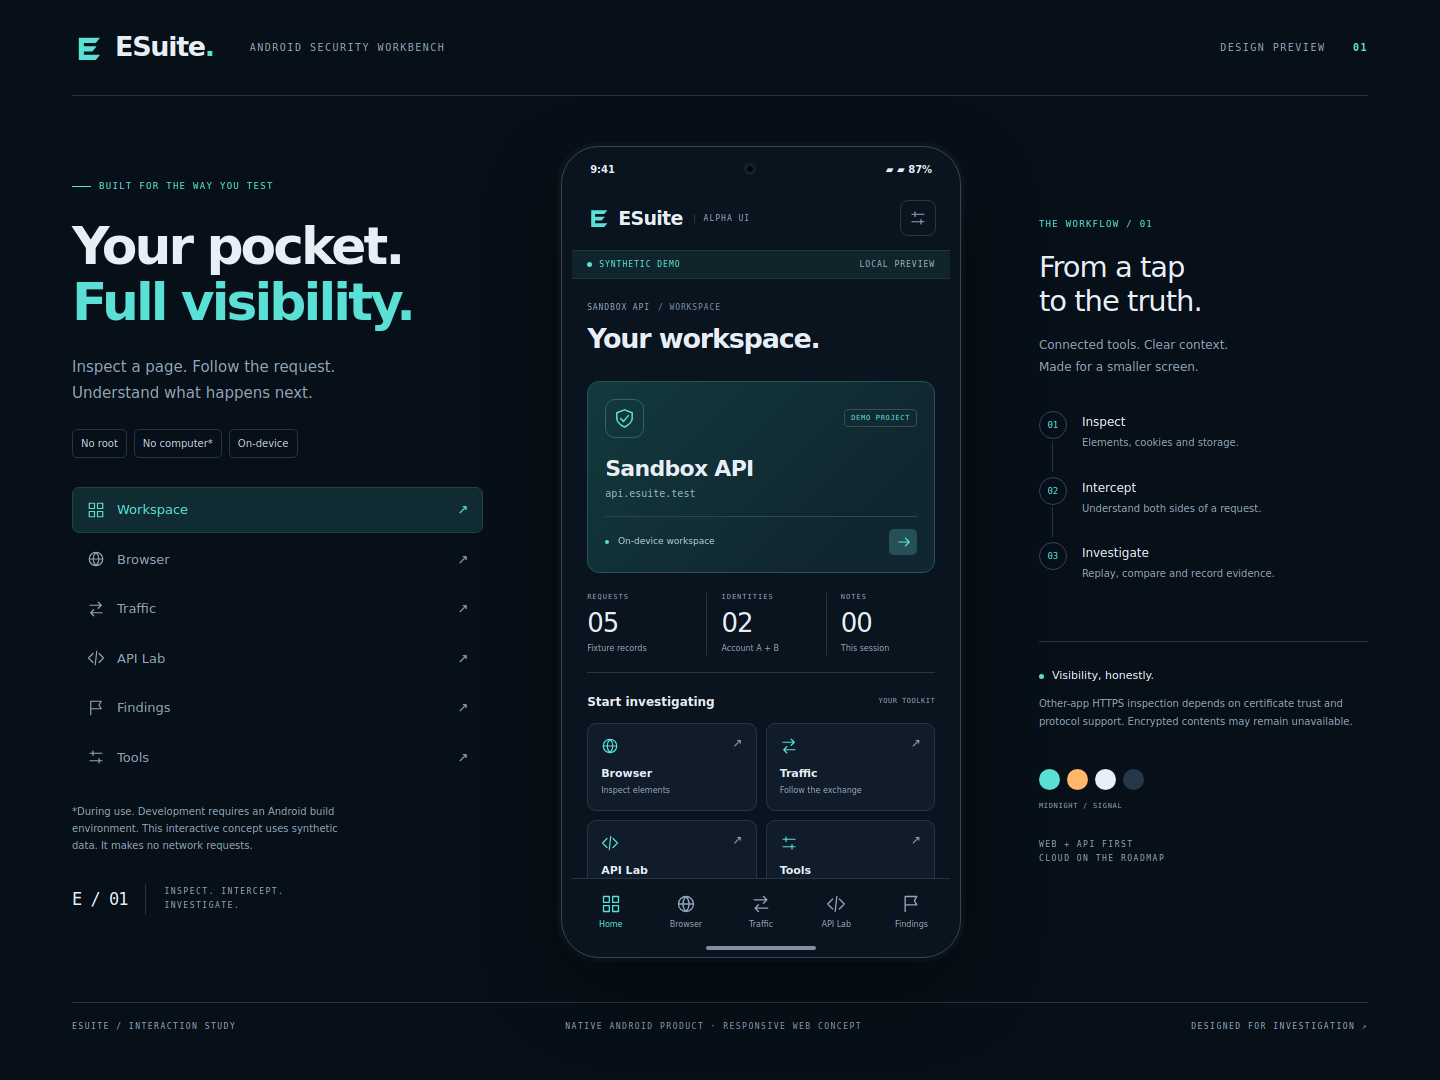 ESuite.
ANDROID SECURITY WORKBENCH
DESIGN PREVIEW 01
BUILT FOR THE WAY YOU TEST
Your pocket.
Full visibility.
Inspect a page. Follow the request.
Understand what happens next.
No root
No computer*
On-device
Workspace ↗
Browser ↗
Traffic ↗
API Lab ↗
Findings ↗
Tools ↗
*During use. Development requires an Android build
environment. This interactive concept uses synthetic
data. It makes no network requests.
E / 01
INSPECT. INTERCEPT.
INVESTIGATE.
9:41
87%
ESuite
ALPHA UI
SYNTHETIC DEMO
LOCAL PREVIEW
SANDBOX API / WORKSPACE
Your workspace.
DEMO PROJECT
Sandbox API
api.esuite.test
On-device workspace
REQUESTS
05
Fixture records
IDENTITIES
02
Account A + B
NOTES
00
This session
Start investigating
YOUR TOOLKIT
Browser
Inspect elements
Traffic
Follow the exchange
API Lab
Tools
Home
Browser
Traffic
API Lab
Findings
THE WORKFLOW / 01
From a tap
to the truth.
Connected tools. Clear context.
Made for a smaller screen.
01
Inspect
Elements, cookies and storage.
02
Intercept
Understand both sides of a request.
03
Investigate
Replay, compare and record evidence.
Visibility, honestly.
Other-app HTTPS inspection depends on certificate trust and
protocol support. Encrypted contents may remain unavailable.
MIDNIGHT / SIGNAL
WEB + API FIRST
CLOUD ON THE ROADMAP
ESUITE / INTERACTION STUDY
NATIVE ANDROID PRODUCT · RESPONSIVE WEB CONCEPT
DESIGNED FOR INVESTIGATION ↗